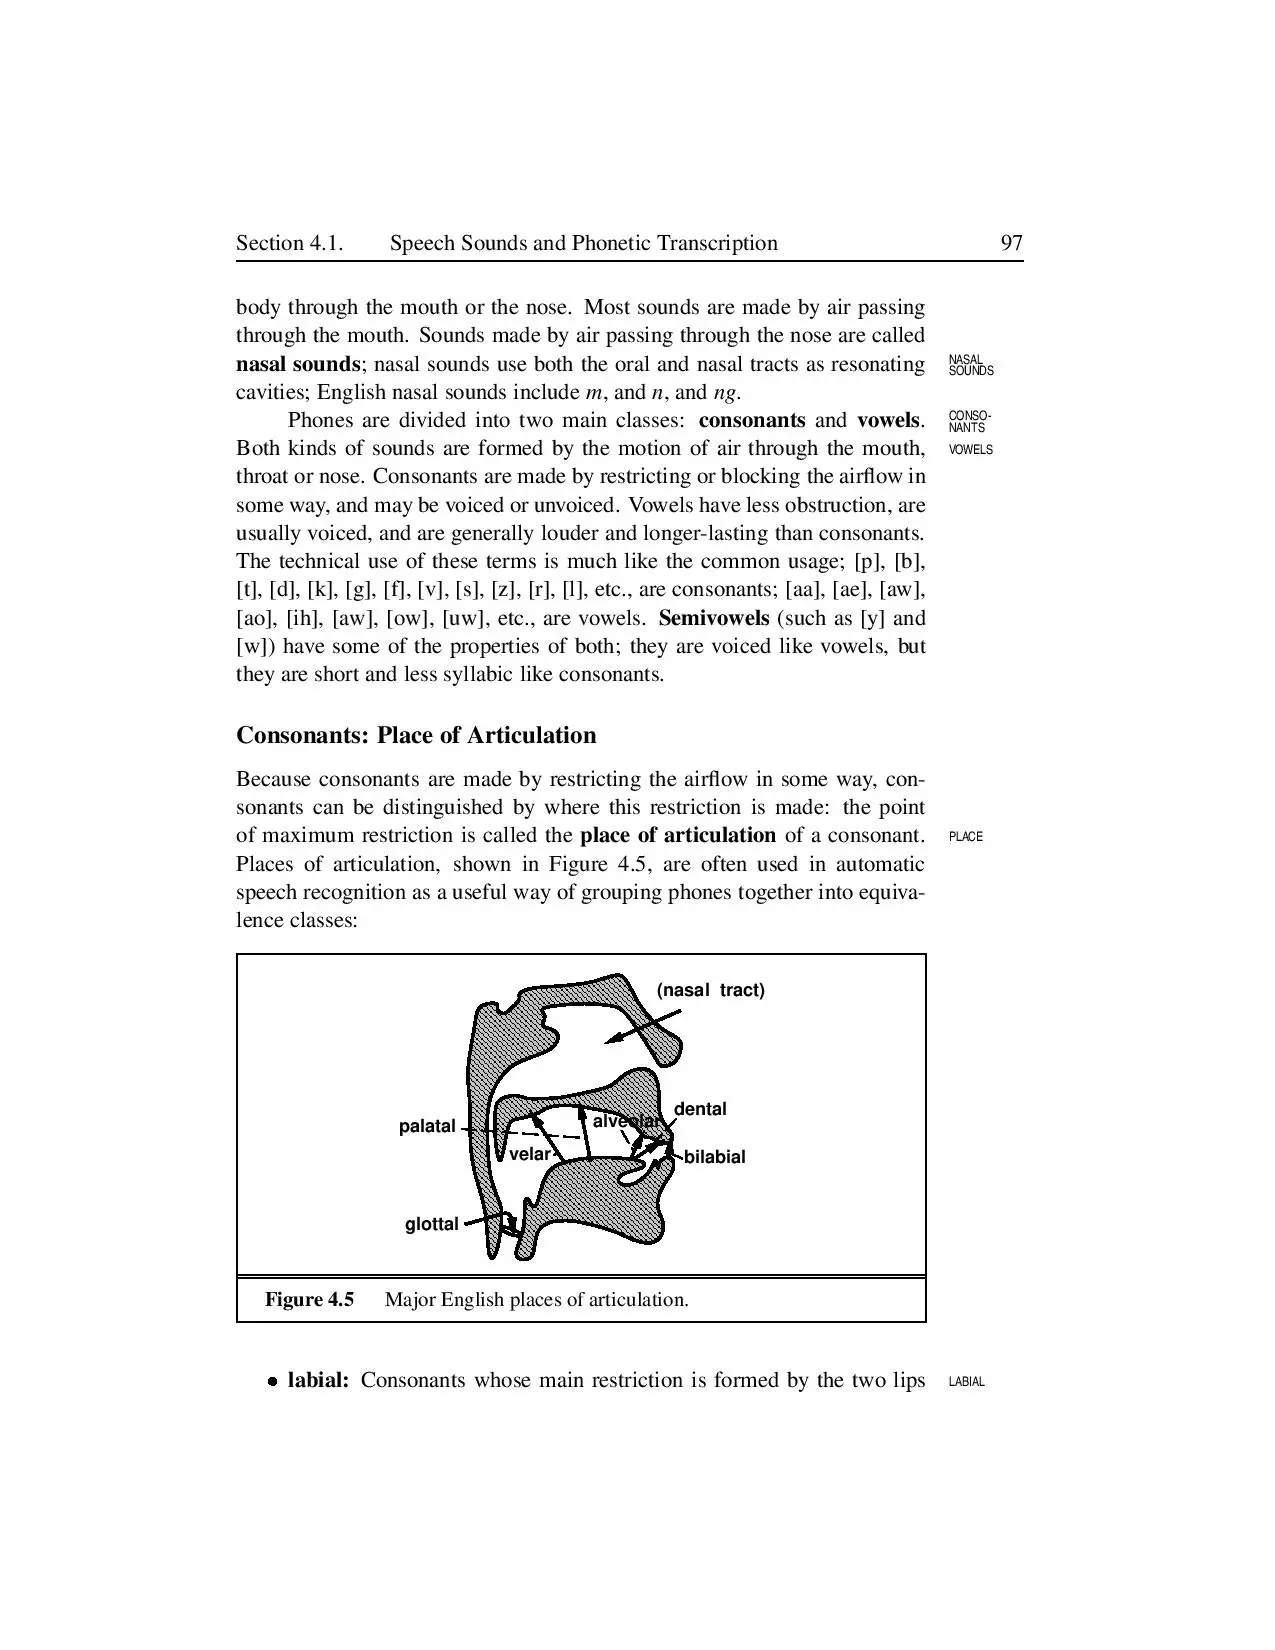 Section 4.1. Speech Sounds and Phonetic Transcription 97
body through the mouth or the nose. Most sounds are made by air passing
through the mouth. Sounds made by air passing through the nose are called
nasal sounds; nasal sounds use both the oral and nasal tracts as resonating
NASAL
SOUNDS
cavities; English nasal sounds include m, and n, and ng.
Phones are divided into two main classes: consonants and vowels.
CONSO-
NANTS
Both kinds of sounds are formed by the motion of air through the mouth,
VOWELS
throat or nose. Consonants are made by restricting or blocking the airflow in
some way, and may be voiced or unvoiced. Vowels have less obstruction, are
usually voiced, and are generally louder and longer-lasting than consonants.
The technical use of these terms is much like the common usage; [p], [b],
[t], [d], [k], [g], [f], [v], [s], [z], [r], [l], etc., are consonants; [aa], [ae], [aw],
[ao], [ih], [aw], [ow], [uw], etc., are vowels. Semivowels (such as [y] and
[w]) have some of the properties of both; they are voiced like vowels, but
they are short and less syllabic like consonants.
Consonants: Place of Articulation
Because consonants are made by restricting the airflow in some way, con-
sonants can be distinguished by where this restriction is made: the point
of maximum restriction is called the place of articulation of a consonant.
PLACE
Places of articulation, shown in Figure 4.5, are often used in automatic
speech recognition as a useful way of grouping phones together into equiva-
lence classes:
(nasal tract)
dental
alveolar
palatal
velar
bilabial
glottal
Figure 4.5 Major English places of articulation.
• labial: Consonants whose main restriction is formed by the two lips
LABIAL